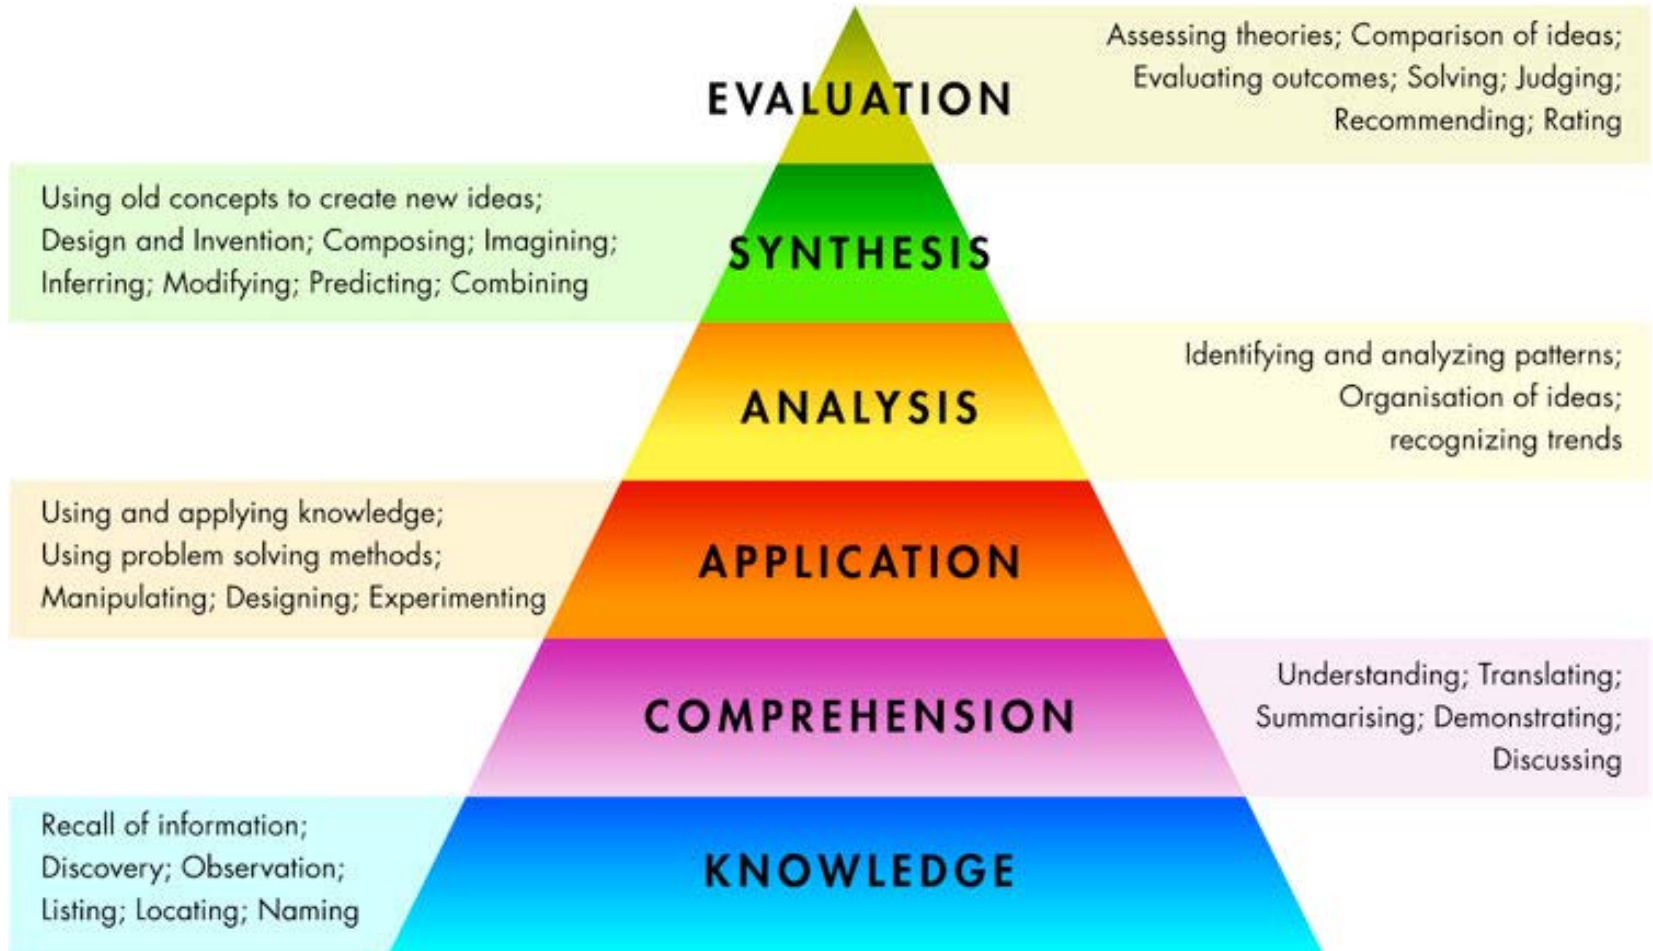 EVALUATION
Assessing theories; Comparison of ideas;
Evaluating outcomes; Solving; Judging;
Recommending; Rating
SYNTHESIS
Using old concepts to create new ideas;
Design and Invention; Composing; Imagining;
Inferring; Modifying; Predicting; Combining
ANALYSIS
Identifying and analyzing patterns;
Organisation of ideas;
recognizing trends
APPLICATION
Using and applying knowledge;
Using problem solving methods;
Manipulating; Designing; Experimenting
COMPREHENSION
Understanding; Translating;
Summarising; Demonstrating;
Discussing
KNOWLEDGE
Recall of information;
Discovery; Observation;
Listing; Locating; Naming